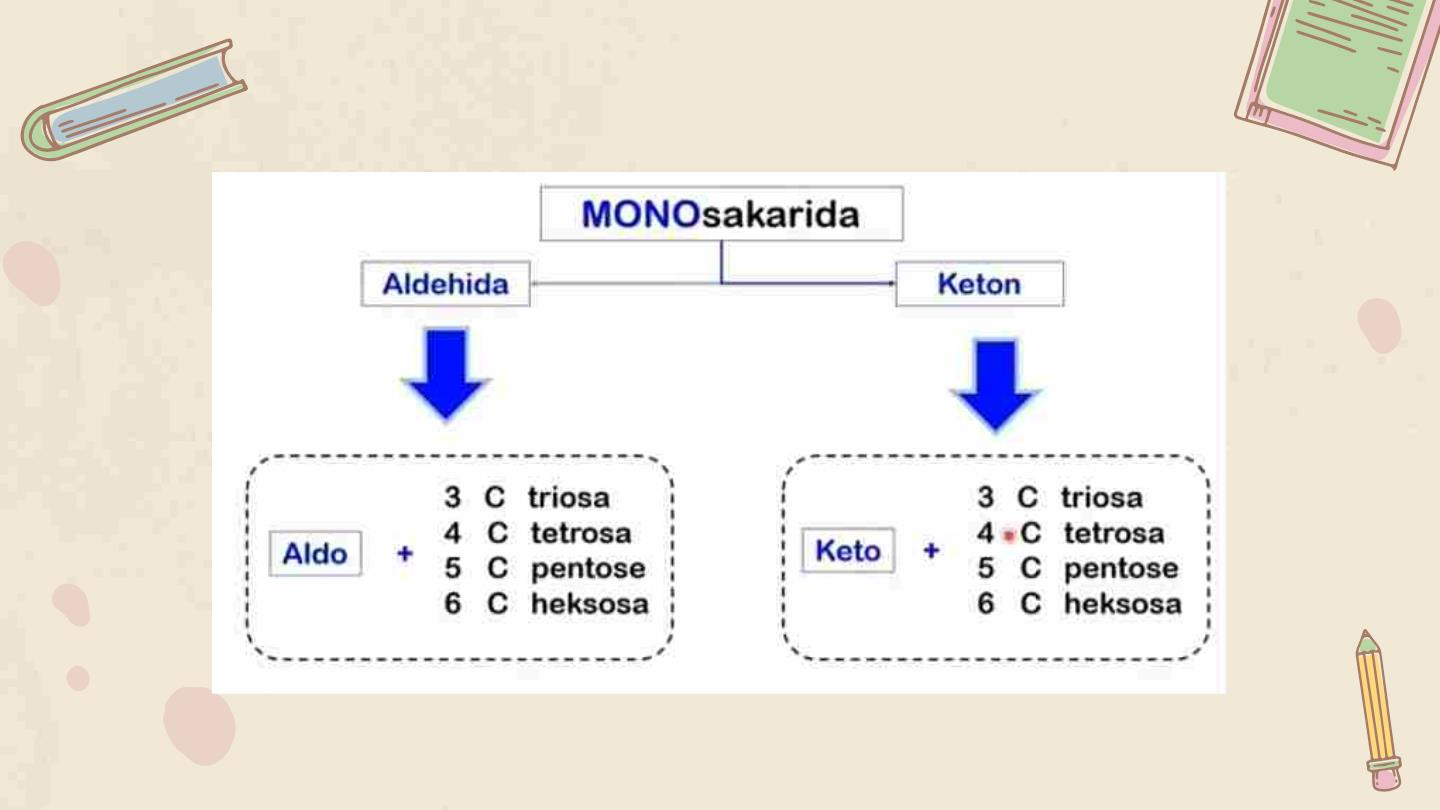 MONOsakarida
Aldehida
Keton
Aldo
+
3 C triosa
4 C tetrosa
5 C pentose
6 C heksosa
Keto
+
3 C triosa
4 C tetrosa
5 C pentose
6 C heksosa